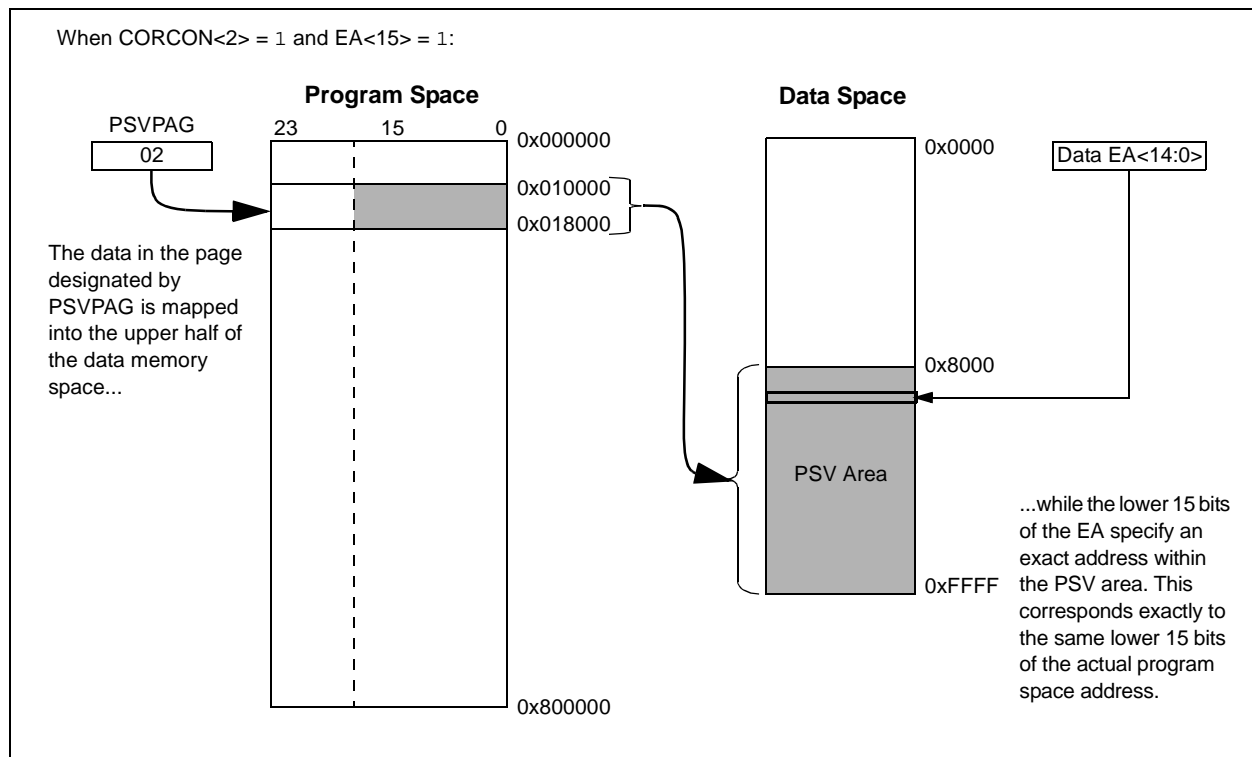 When CORCON<2> = 1 and EA<15> = 1:
Program Space
Data Space
PSVPAG
02
23
15
0
0x000000
0x010000
0x018000
0x800000
The data in the page
designated by
PSVPAG is mapped
into the upper half of
the data memory
space...
0x0000
0x8000
0xFFFF
PSV Area
Data EA<14:0>
...while the lower 15 bits
of the EA specify an
exact address within
the PSV area. This
corresponds exactly to
the same lower 15 bits
of the actual program
space address.